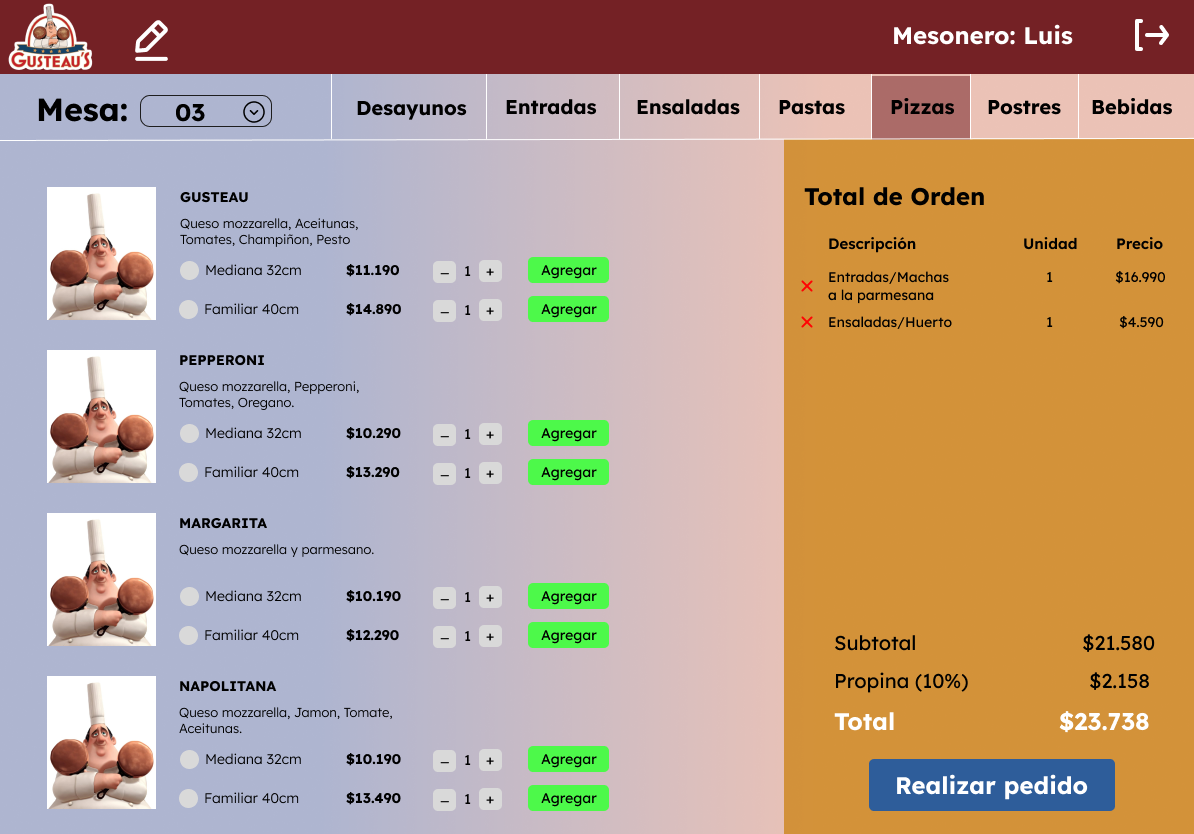 GUSTEAU'S
Mesonero: Luis
Mesa: 03
Desayunos
Entradas
Ensaladas
Pastas
Pizzas
Postres
Bebidas
GUSTEAU
Queso mozzarella, Aceitunas,
Tomates, Champiñon, Pesto
Mediana 32cm $11.190 – 1 + Agregar
Familiar 40cm $14.890 – 1 + Agregar
PEPPERONI
Queso mozzarella, Pepperoni,
Tomates, Oregano.
Mediana 32cm $10.290 – 1 + Agregar
Familiar 40cm $13.290 – 1 + Agregar
MARGARITA
Queso mozzarella y parmesano.
Mediana 32cm $10.190 – 1 + Agregar
Familiar 40cm $12.290 – 1 + Agregar
NAPOLITANA
Queso mozzarella, Jamon, Tomate,
Aceitunas.
Mediana 32cm $10.190 – 1 + Agregar
Familiar 40cm $13.490 – 1 + Agregar
Total de Orden
Descripción Unidad Precio
Entradas/Machas 1 $16.990
a la parmesana
Ensaladas/Huerto 1 $4.590
Subtotal $21.580
Propina (10%) $2.158
Total $23.738
Realizar pedido